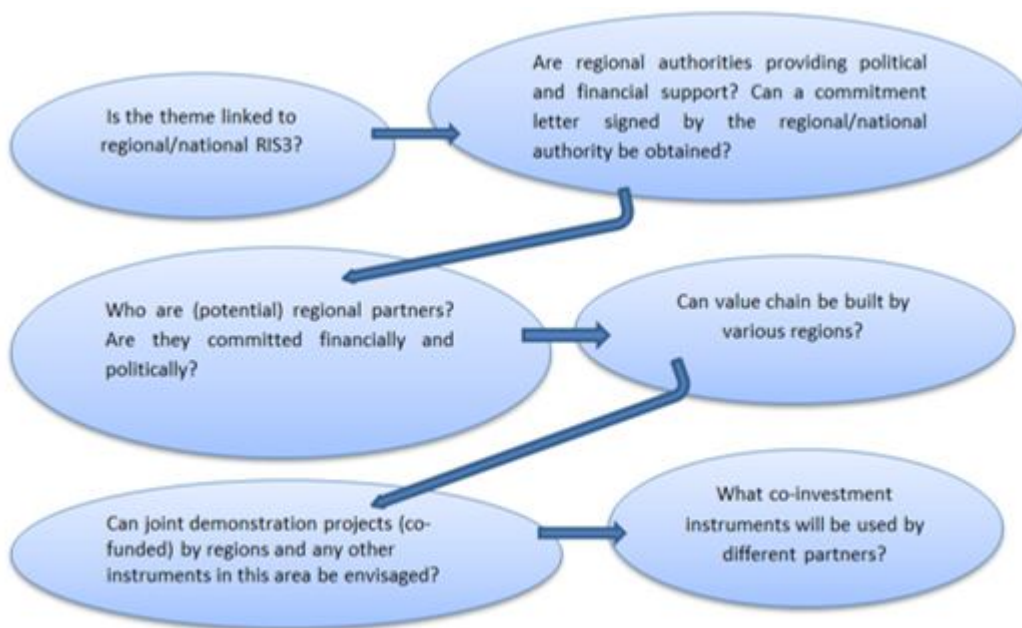 Is the theme linked to
regional/national RIS3?
Are regional authorities providing political
and financial support? Can a commitment
letter signed by the regional/national
authority be obtained?
Who are (potential) regional partners?
Are they committed financially and
politically?
Can value chain be built by
various regions?
Can joint demonstration projects (co-
funded) by regions and any other
instruments in this area be envisaged?
What co-investment
instruments will be used by
different partners?